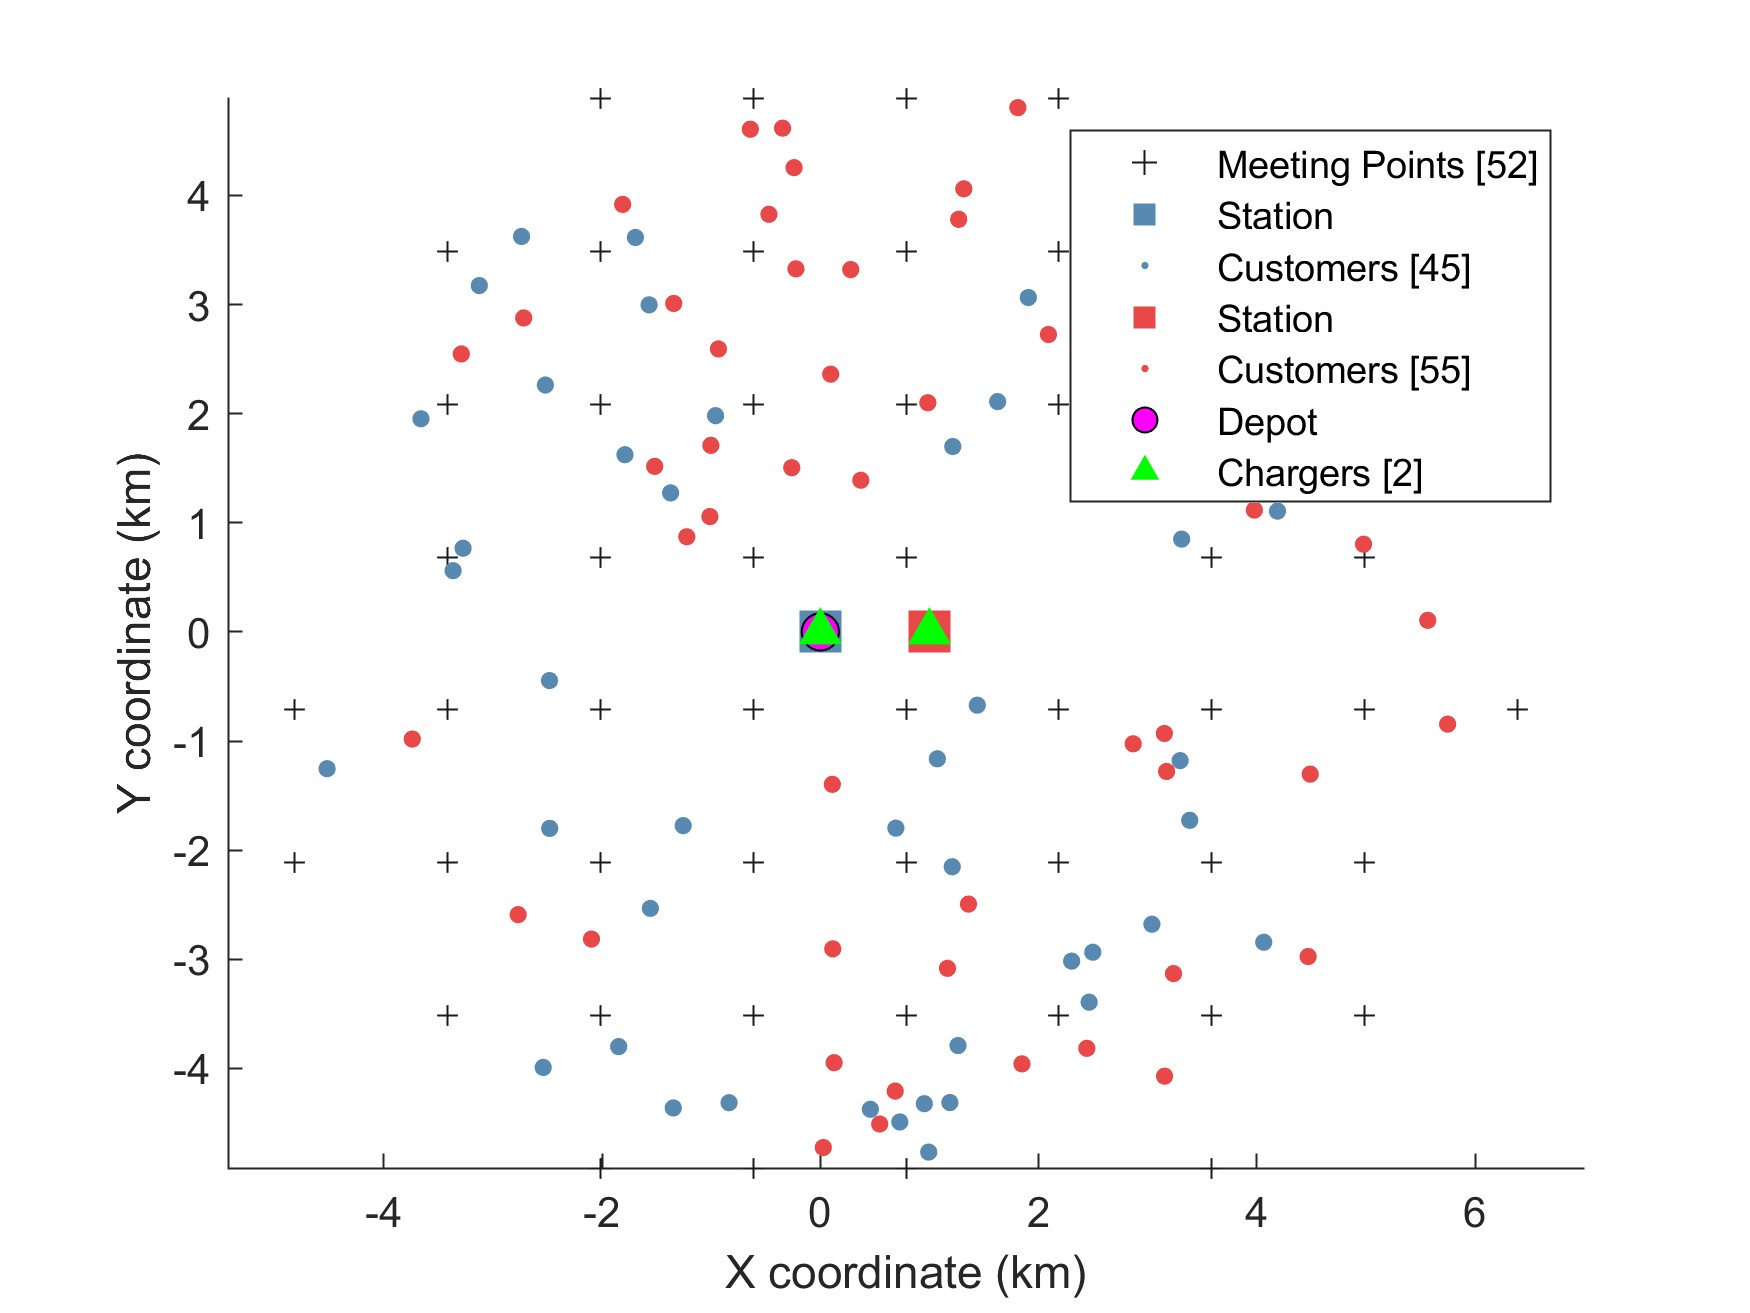 Meeting Points [52]
Station
Customers [45]
Station
Customers [55]
Depot
Chargers [2]
4
3
2
1
0
-1
-2
-3
-4
Y coordinate (km)
-4 -2 0 2 4 6
X coordinate (km)